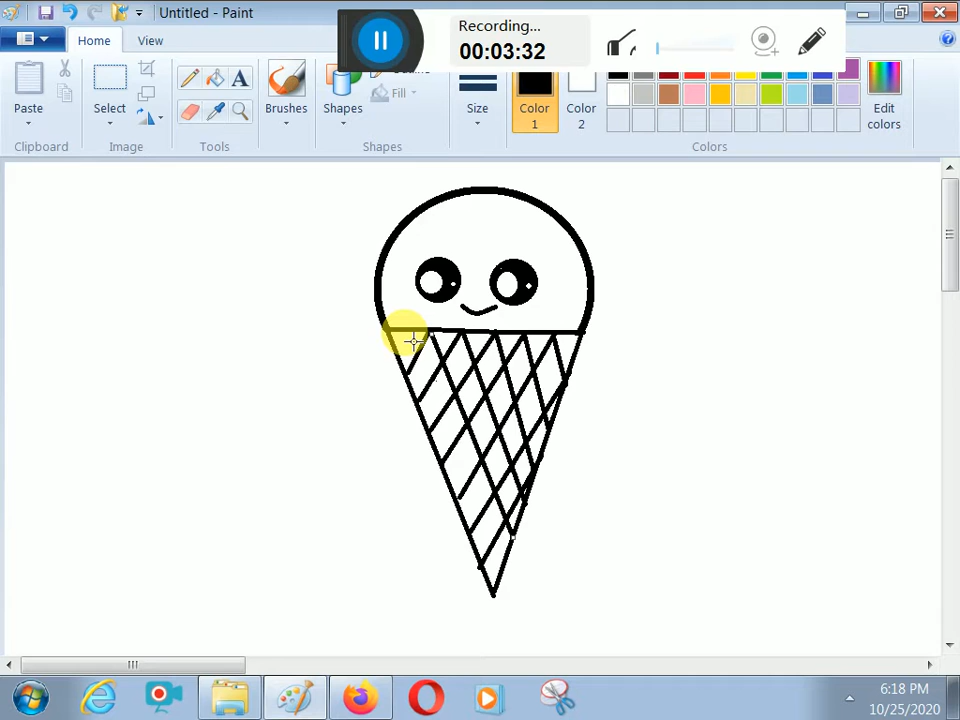 Untitled - Paint
Recording...
00:03:32
Home
View
Paste
Select
A
Brushes
Shapes
Fill
Size
Color
1
Color
2
Edit
colors
Clipboard
Image
Tools
Shapes
Colors
6:18 PM
10/25/2020